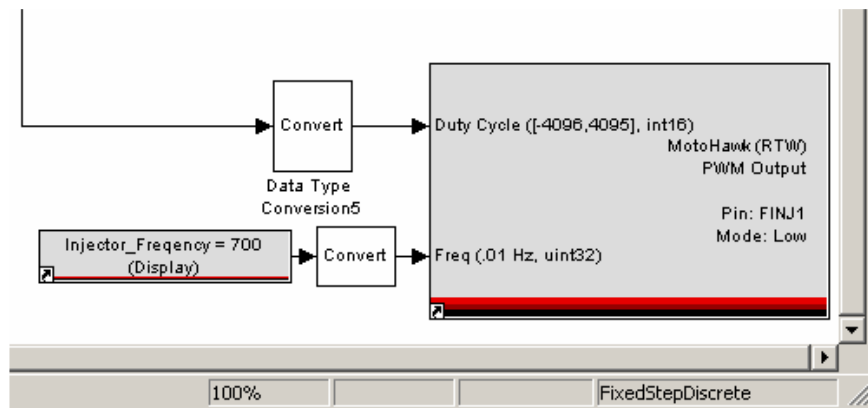 Convert
Duty Cycle ([-4096,4095], int16)
MotoHawk (RTW)
PWM Output
Data Type
Conversion5
Pin: FINJ1
Mode: Low
Injector_Freqency = 700
(Display)
Convert
Freq (.01 Hz, uint32)
100%
FixedStepDiscrete